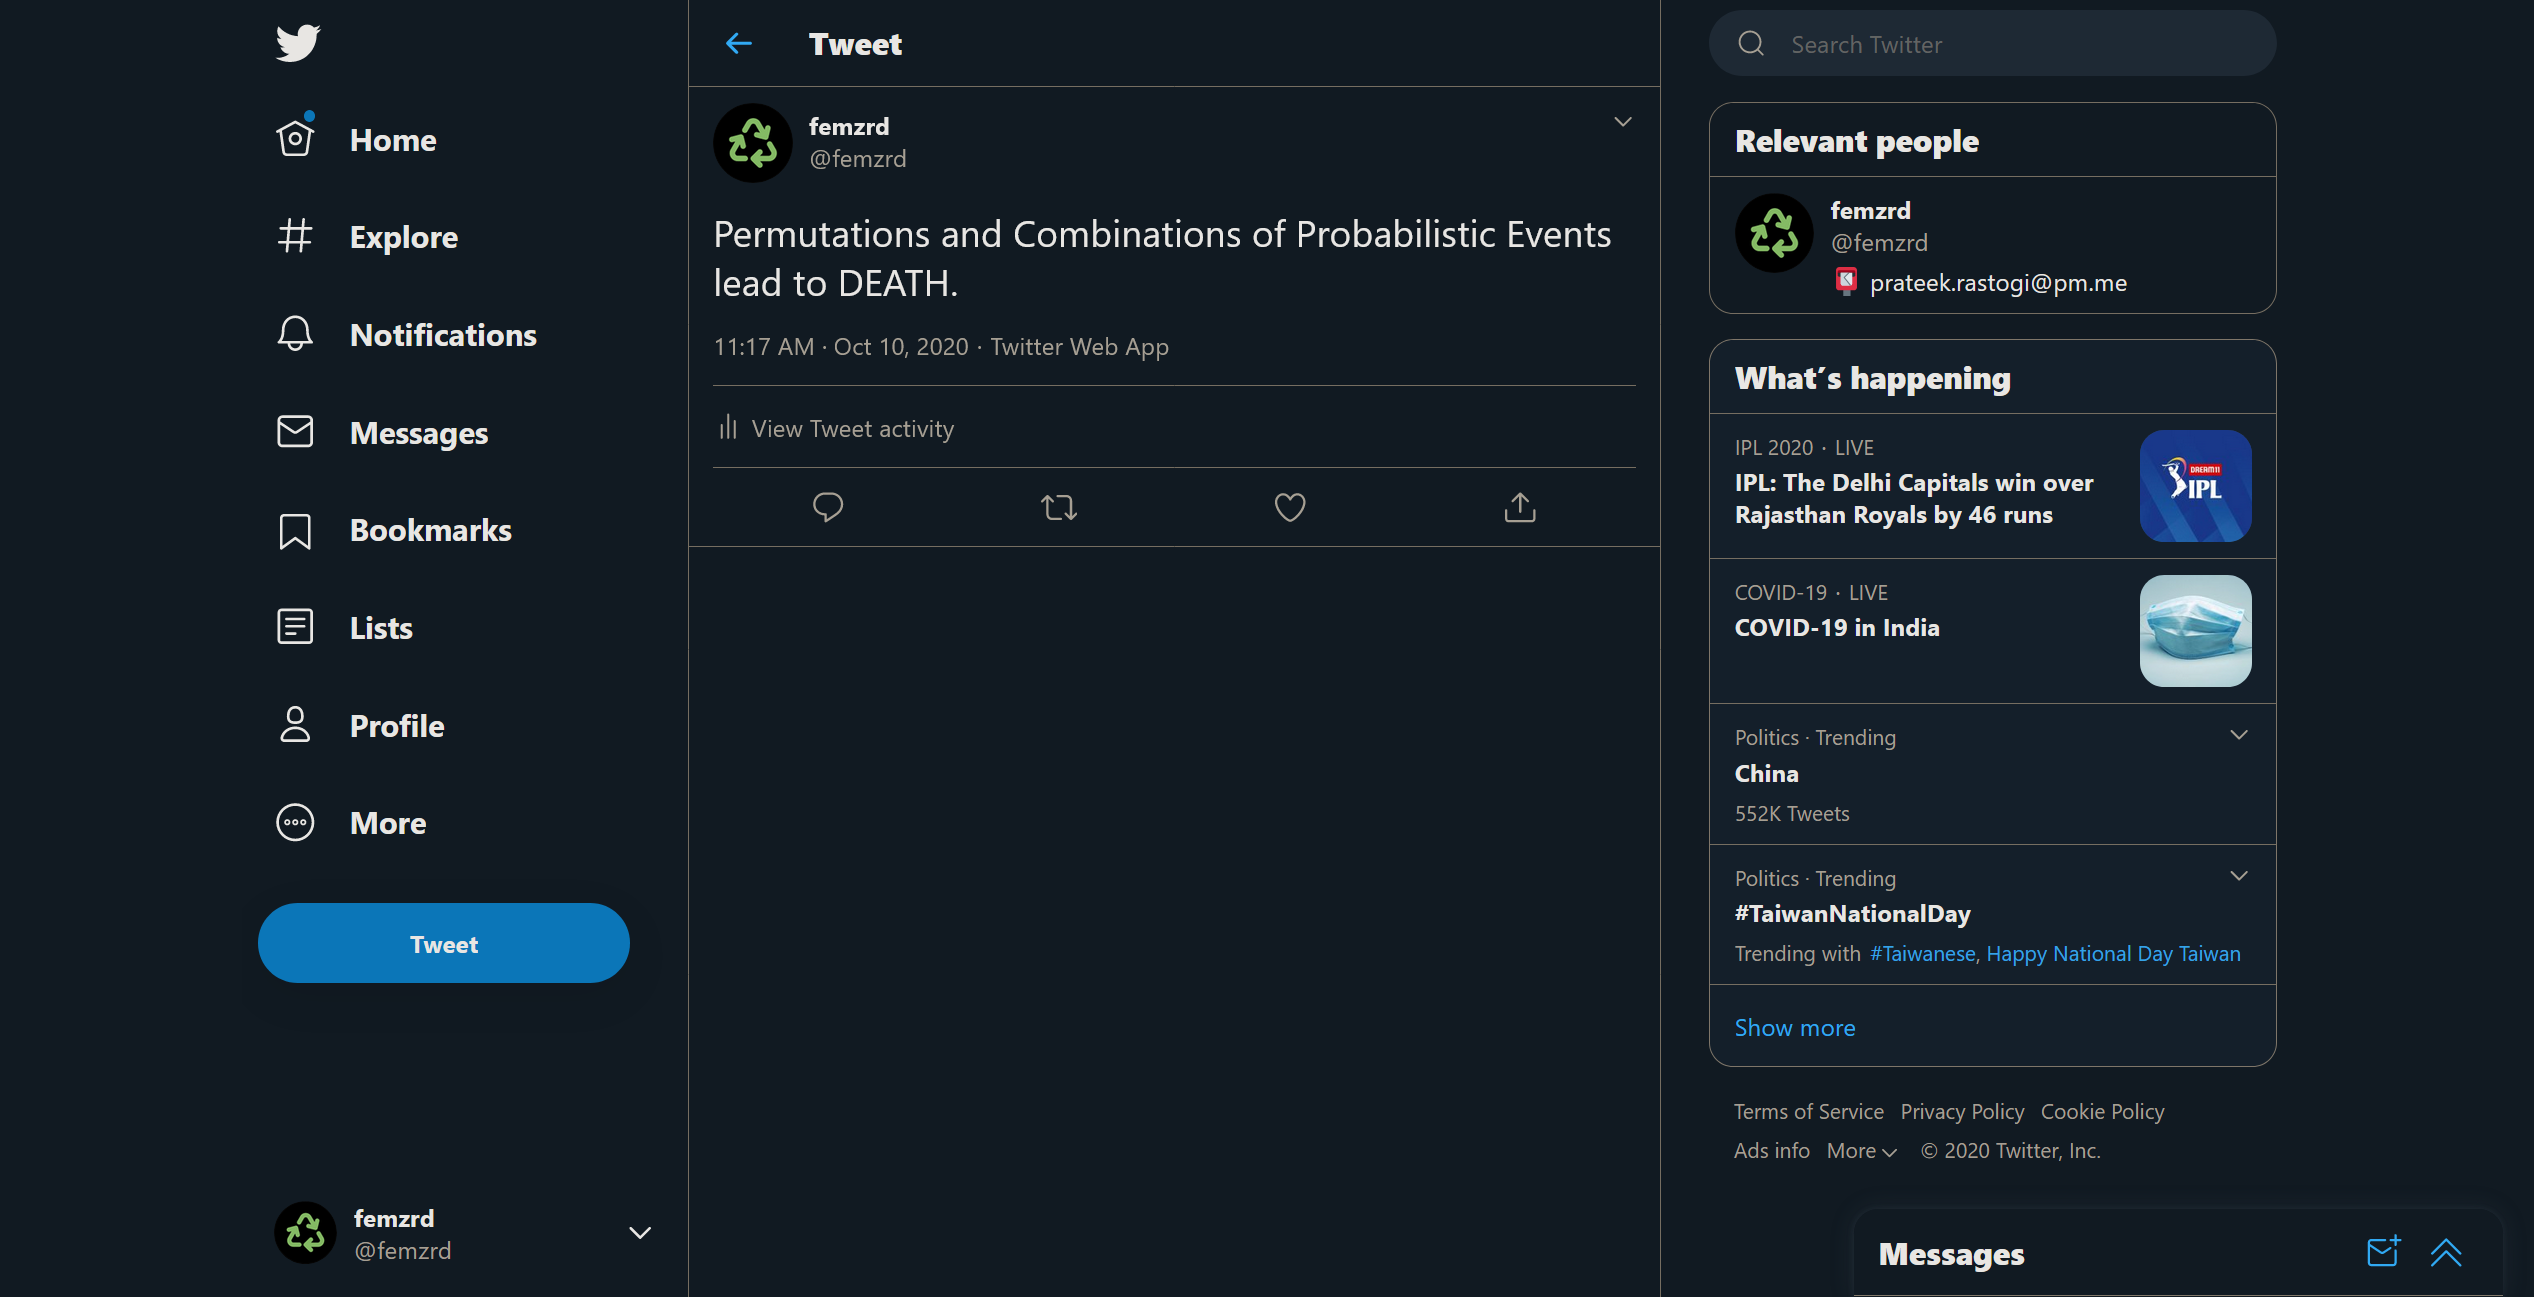 Home
Explore
Notifications
Messages
Bookmarks
Lists
Profile
More
Tweet
femzrd
@femzrd
Tweet
femzrd
@femzrd
Permutations and Combinations of Probabilistic Events
lead to DEATH.
11:17 AM · Oct 10, 2020 · Twitter Web App
View Tweet activity
Search Twitter
Relevant people
femzrd
@femzrd
prateek.rastogi@pm.me
What's happening
IPL 2020 · LIVE
IPL: The Delhi Capitals win over
Rajasthan Royals by 46 runs
DREAM11
IPL
COVID-19 · LIVE
COVID-19 in India
Politics · Trending
China
552K Tweets
Politics · Trending
#TaiwanNationalDay
Trending with #Taiwanese, Happy National Day Taiwan
Show more
Terms of Service Privacy Policy Cookie Policy
Ads info More © 2020 Twitter, Inc.
Messages